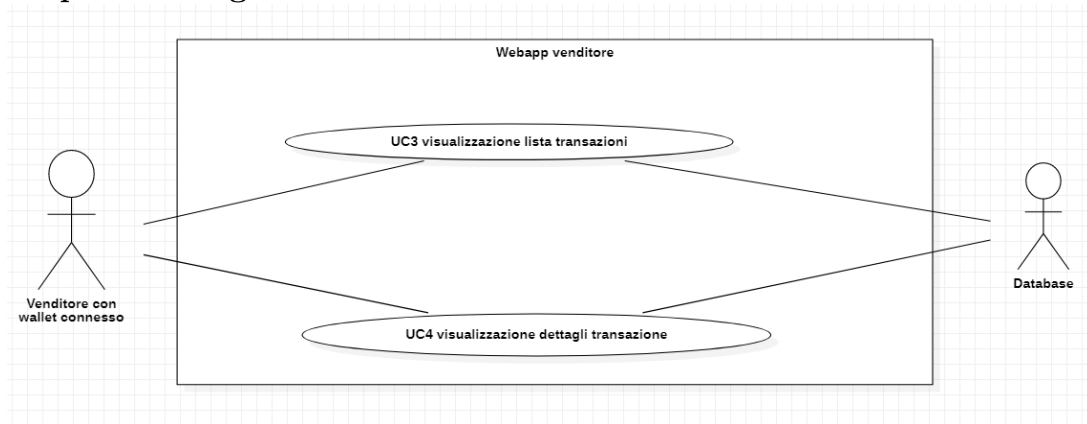 Webapp venditore
UC3 visualizzazione lista transazioni
Venditore con
wallet connesso
Database
UC4 visualizzazione dettagli transazione